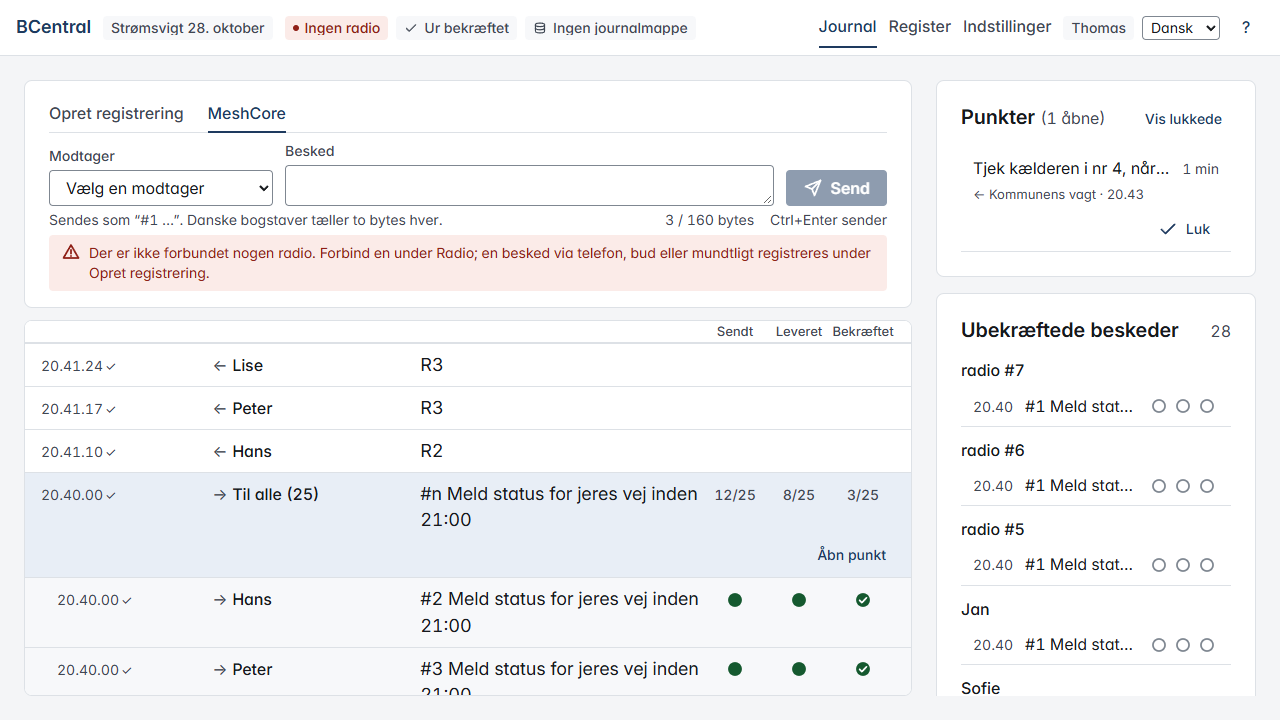 BCentral Strømsvigt 28. oktober Ingen radio Ur bekræftet Ingen journalmappe Journal Register Indstillinger Thomas Dansk ?
Opret registrering MeshCore
Modtager
Besked
Vælg en modtager
Send
Sendes som “#1 …”. Danske bogstaver tæller to bytes hver. 3 / 160 bytes Ctrl+Enter sender
Der er ikke forbundet nogen radio. Forbind en under Radio; en besked via telefon, bud eller mundtligt registreres under
Opret registrering.
Sendt Leveret Bekræftet
20.41.24 ✓ ← Lise R3
20.41.17 ✓ ← Peter R3
20.41.10 ✓ ← Hans R2
20.40.00 ✓ → Til alle (25) #n Meld status for jeres vej inden 12/25 8/25 3/25
21:00
Åbn punkt
20.40.00 ✓ → Hans #2 Meld status for jeres vej inden
21:00
20.40.00 ✓ → Peter #3 Meld status for jeres vej inden
21:00
Punkter (1 åbne) Vis lukkede
Tjek kælderen i nr 4, når... 1 min
← Kommunens vagt · 20.43
Luk
Ubekræftede beskeder 28
radio #7
20.40 #1 Meld stat...
radio #6
20.40 #1 Meld stat...
radio #5
20.40 #1 Meld stat...
Jan
20.40 #1 Meld stat...
Sofie